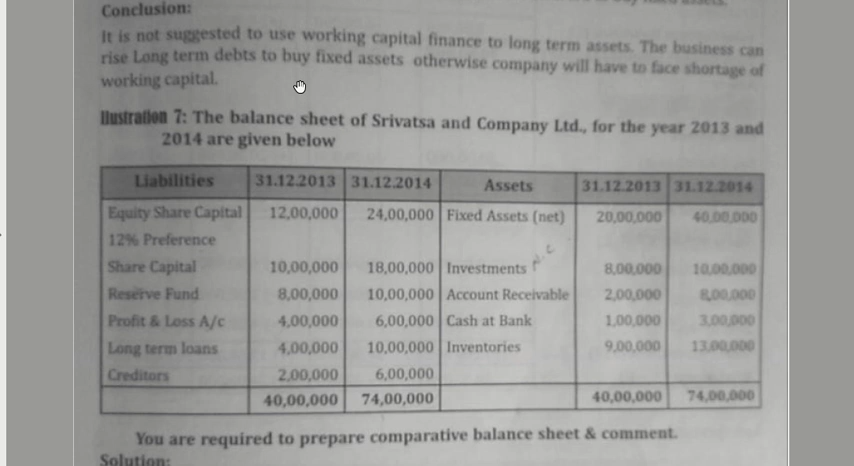 Conclusion:
It is not suggested to use working capital finance to long term assets. The business can
rise Long term debts to buy fixed assets otherwise company will have to face shortage of
working capital.
Ilustration 7: The balance sheet of Srivatsa and Company Ltd., for the year 2013 and
2014 are given below
Liabilities 31.12.2013 31.12.2014 Assets 31.12.2013 31.12.2014
Equity Share Capital 12,00,000 24,00,000 Fixed Assets (net) 20,00,000 40,00,000
12% Preference
Share Capital 10,00,000 18,00,000 Investments 8,00,000 10,00,000
Reserve Fund 8,00,000 10,00,000 Account Receivable 2,00,000 8,00,000
Profit & Loss A/c 4,00,000 6,00,000 Cash at Bank 1,00,000 3,00,000
Long term loans 4,00,000 10,00,000 Inventories 9,00,000 13,00,000
Creditors 2,00,000 6,00,000
40,00,000 74,00,000 40,00,000 74,00,000
You are required to prepare comparative balance sheet & comment.
Solution: